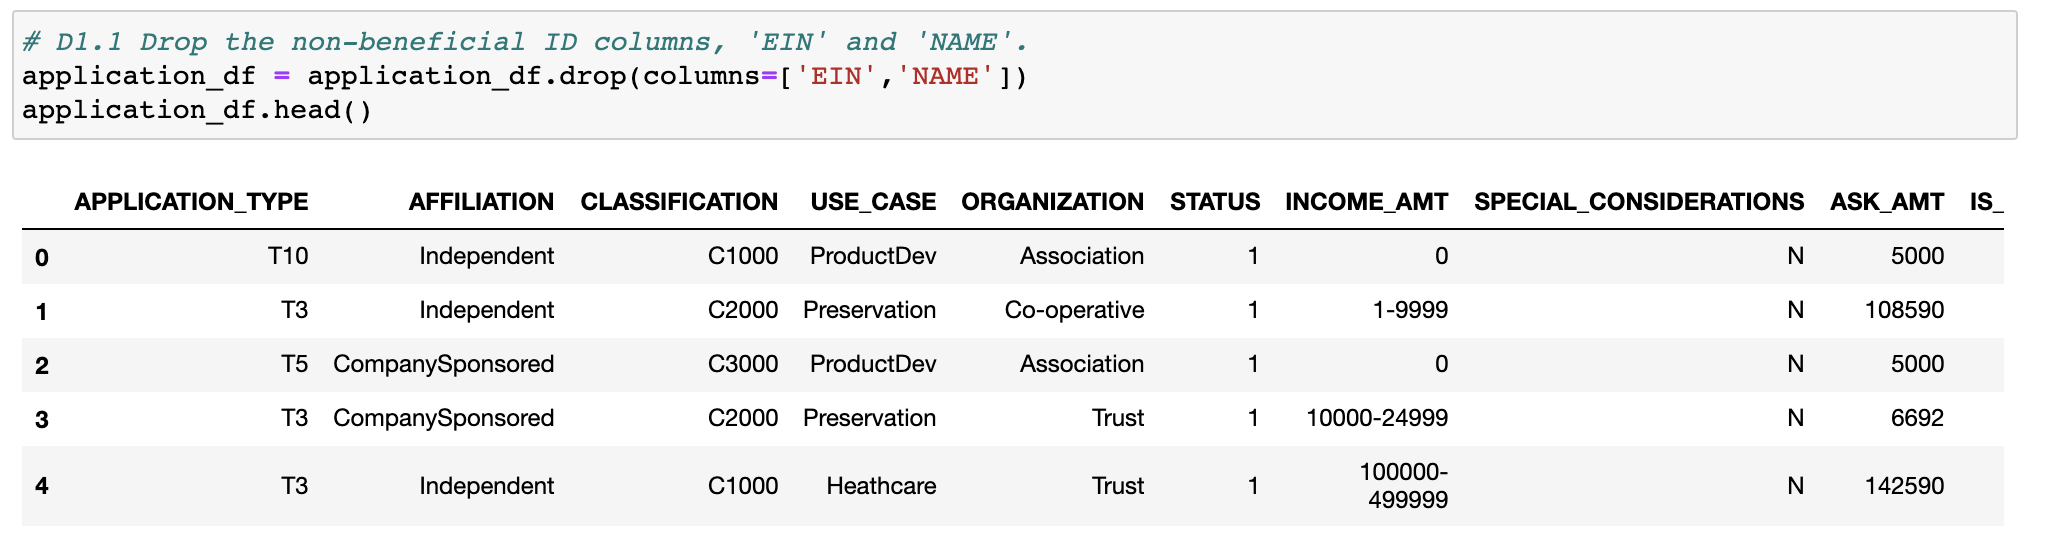 # D1.1 Drop the non-beneficial ID columns, 'EIN' and 'NAME'.
application_df = application_df.drop(columns=['EIN','NAME'])
application_df.head()
APPLICATION_TYPE AFFILIATION CLASSIFICATION USE_CASE ORGANIZATION STATUS INCOME_AMT SPECIAL_CONSIDERATIONS ASK_AMT IS_
0 T10 Independent C1000 ProductDev Association 1 0 N 5000
1 T3 Independent C2000 Preservation Co-operative 1 1-9999 N 108590
2 T5 CompanySponsored C3000 ProductDev Association 1 0 N 5000
3 T3 CompanySponsored C2000 Preservation Trust 1 10000-24999 N 6692
4 T3 Independent C1000 Heathcare Trust 1 100000-
499999 N 142590